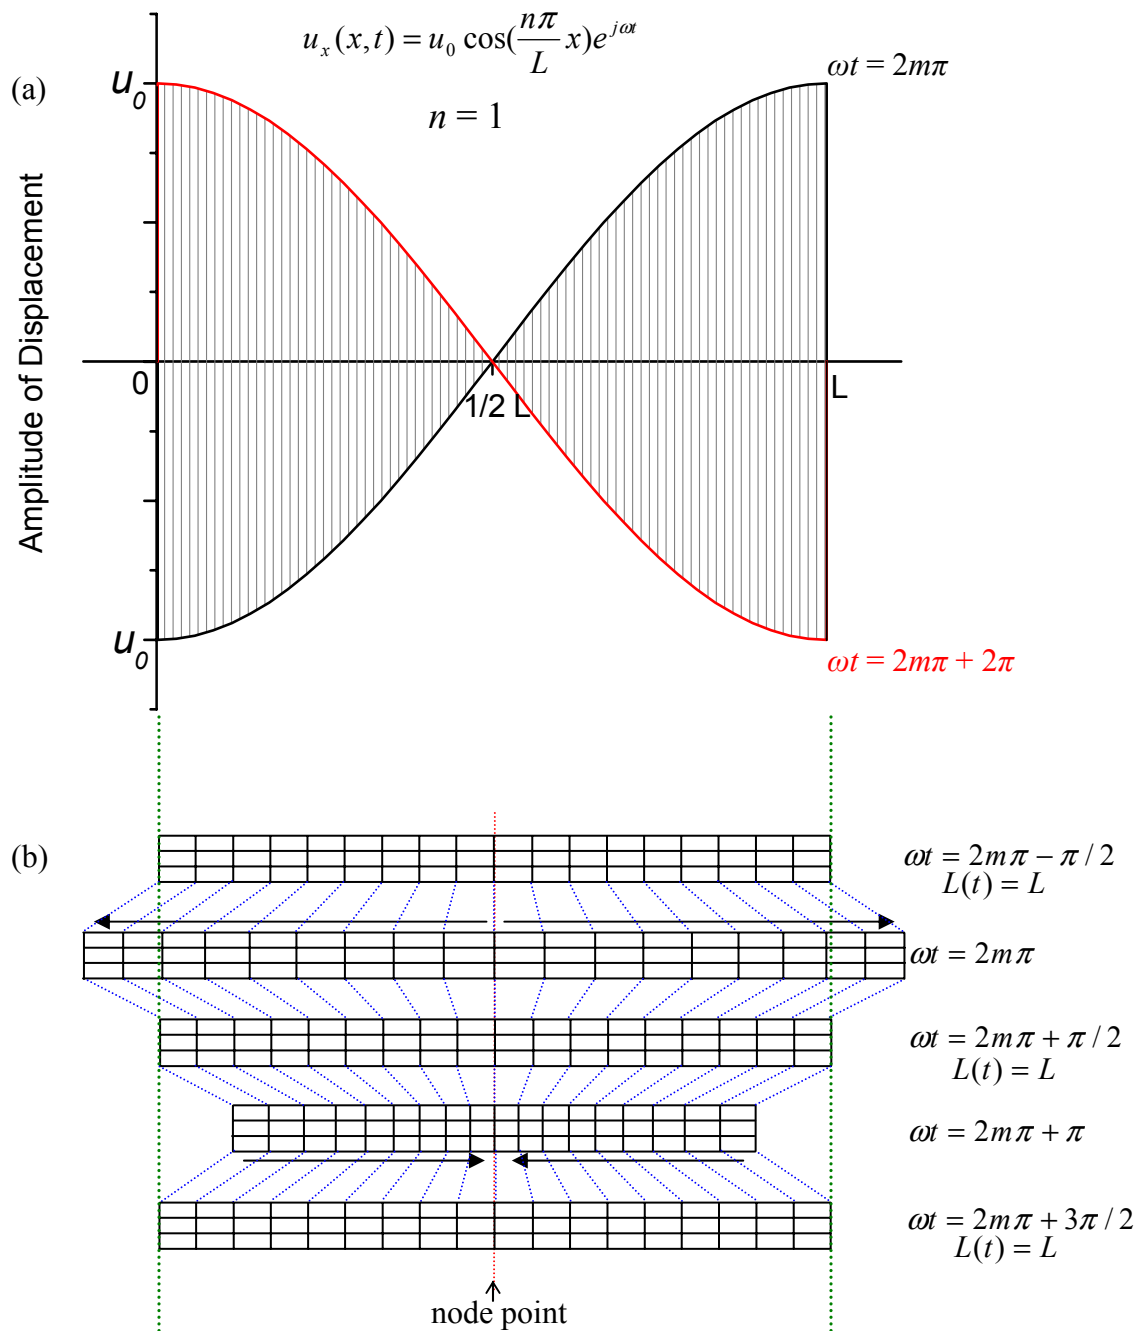 u_x(x,t) = u_0 cos(\frac{nπ}{L}x)e^{jωt}
ωt = 2mπ
(a)
u_0
n = 1
Amplitude of Displacement
0
1/2 L
L
u_0
ωt = 2mπ + 2π
(b)
ωt = 2mπ − π / 2
L(t) = L
ωt = 2mπ
ωt = 2mπ + π / 2
L(t) = L
ωt = 2mπ + π
ωt = 2mπ + 3π / 2
L(t) = L
node point